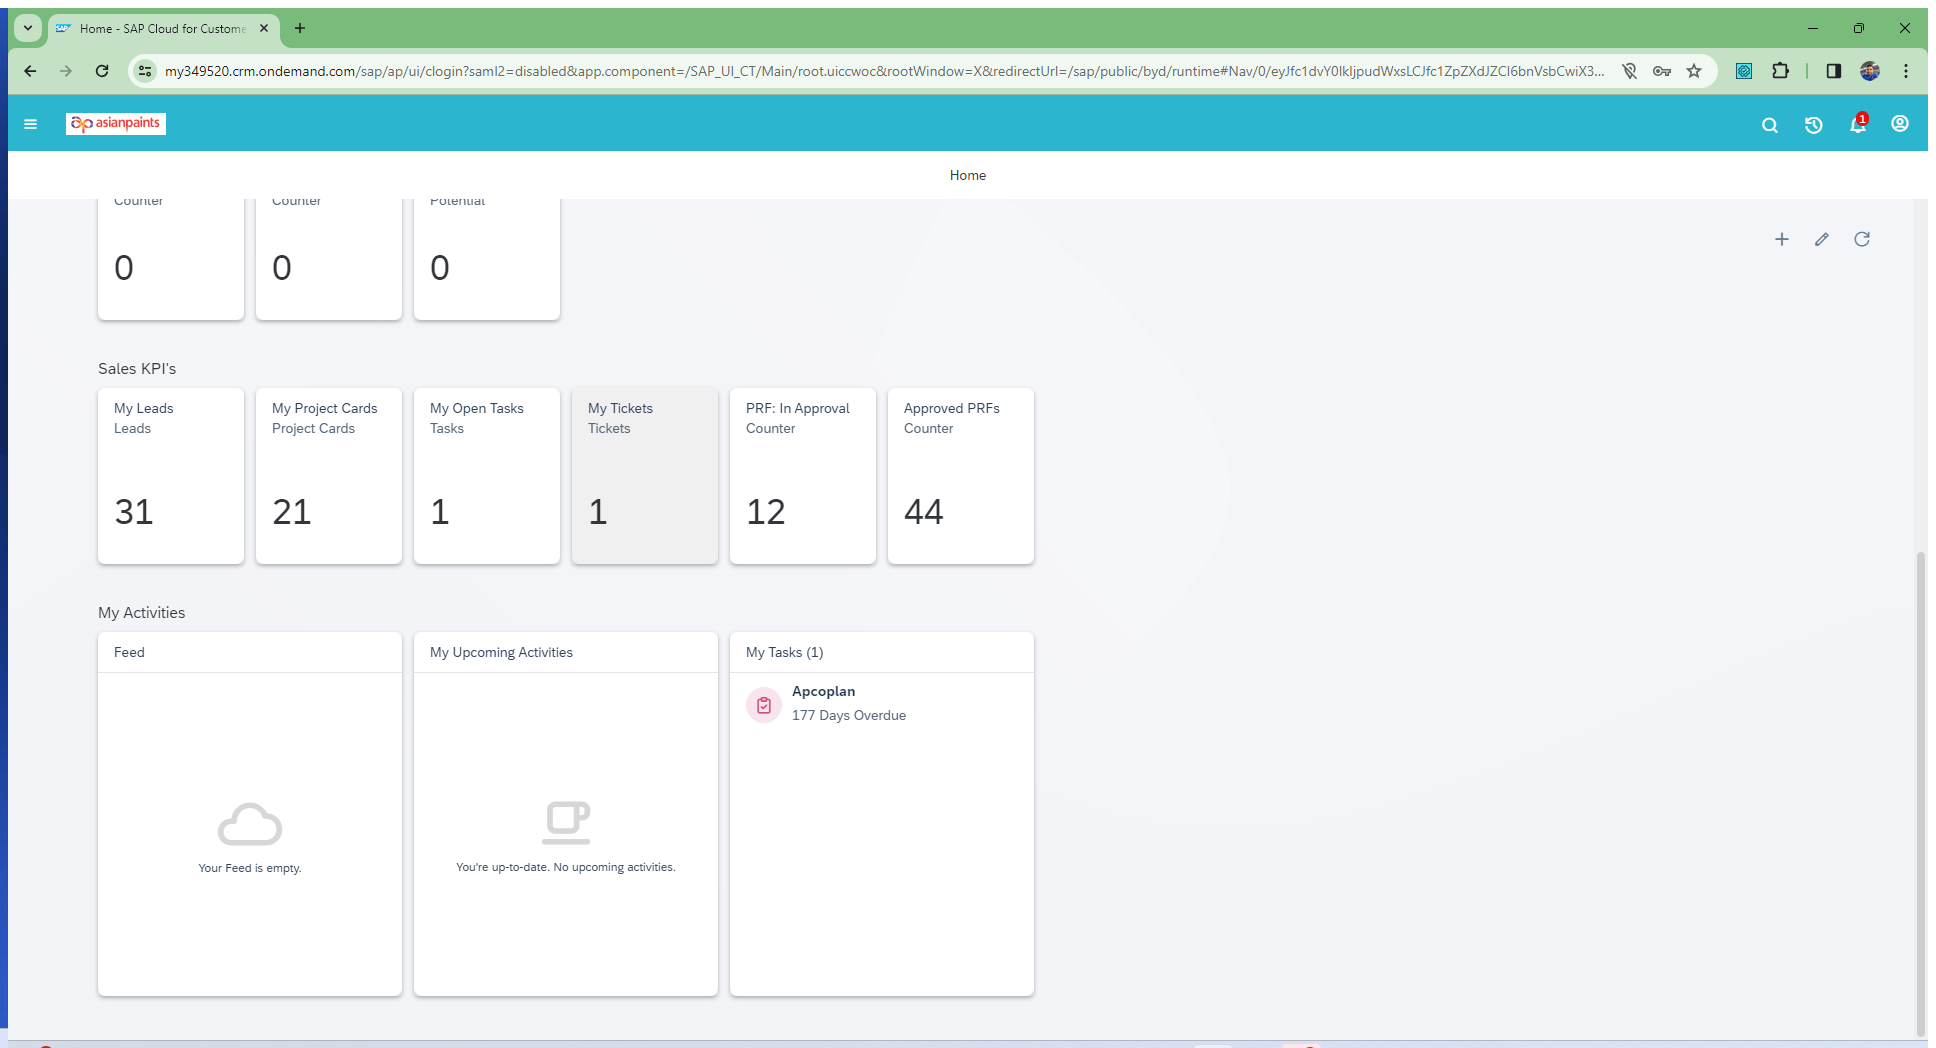 Home - SAP Cloud for Custome
my349520.crm.ondemand.com/sap/ap/ui/clogin?saml2=disabled&app.component=/SAP_UI_CT/Main/root.uiccwoc&rootWindow=X&redirectUrl=/sap/public/byd/runtime#Nav/0/
asianpaints
1
Home
Counter
Counter
Potential
0
0
0
Sales KPI's
My Leads
Leads
31
My Project Cards
Project Cards
21
My Open Tasks
Tasks
1
My Tickets
Tickets
1
PRF: In Approval
Counter
12
Approved PRFs
Counter
44
My Activities
Feed
Your Feed is empty.
My Upcoming Activities
You're up-to-date. No upcoming activities.
My Tasks (1)
Apcoplan
177 Days Overdue